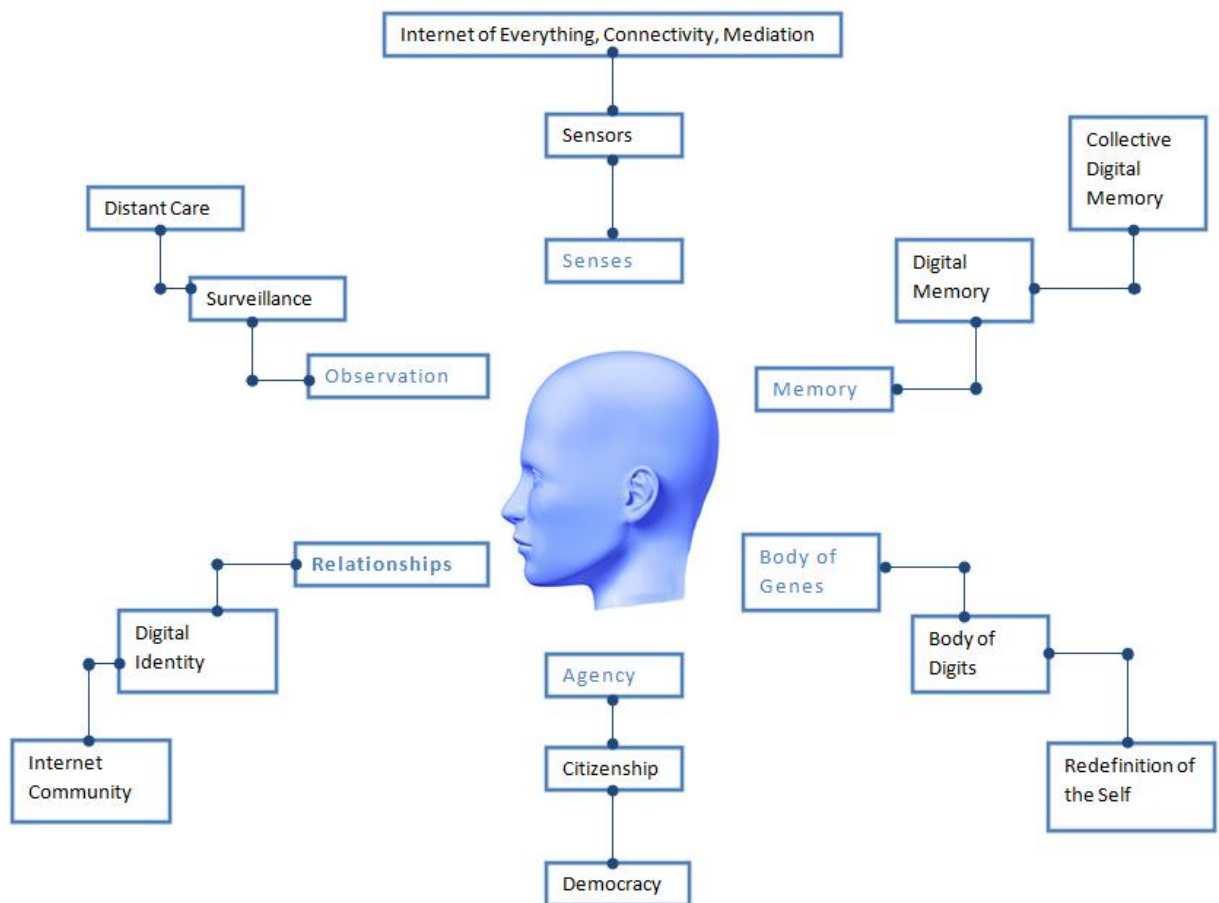 Internet of Everything, Connectivity, Mediation
Sensors
Senses
Collective
Digital
Memory
Digital
Memory
Memory
Distant Care
Surveillance
Observation
Relationships
Digital
Identity
Internet
Community
Body of
Genes
Body of
Digits
Redefinition of
the Self
Agency
Citizenship
Democracy